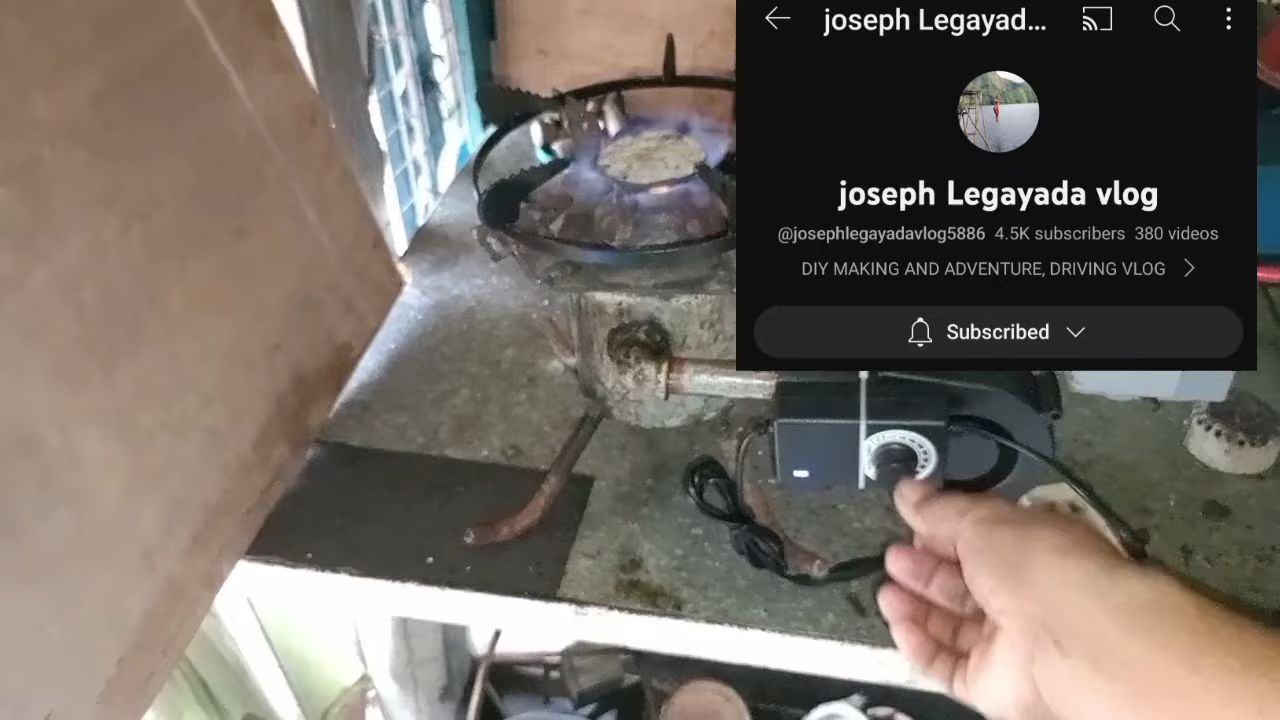 joseph Legayad...
joseph Legayada vlog
@josephlegayadavlog5886 4.5K subscribers 380 videos
DIY MAKING AND ADVENTURE, DRIVING VLOG
Subscribed